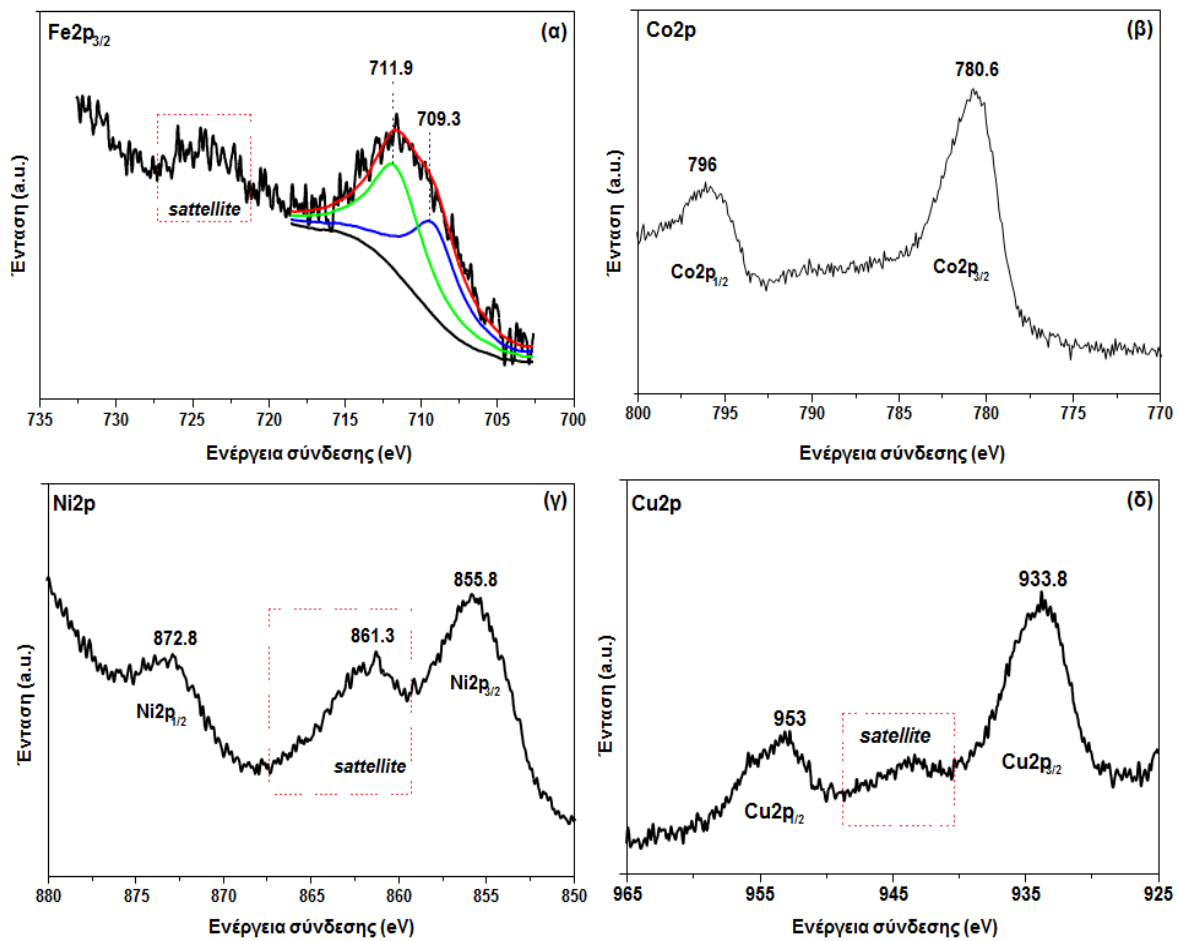 Fe2p3/2
(α)
711.9
709.3
sattellite
Ένταση (a.u.)
735 730 725 720 715 710 705 700
Ενέργεια σύνδεσης (eV)
Co2p
(β)
780.6
796
Co2p1/2
Co2p3/2
Ένταση (a.u.)
800 795 790 785 780 775 770
Ενέργεια σύνδεσης (eV)
Ni2p
(γ)
855.8
861.3
872.8
Ni2p3/2
Ni2p1/2
sattellite
Ένταση (a.u.)
880 870 860 850
Ενέργεια σύνδεσης (eV)
Cu2p
(δ)
933.8
953
satellite
Cu2p3/2
Cu2p1/2
Ένταση (a.u.)
965 955 945 935 925
Ενέργεια σύνδεσης (eV)